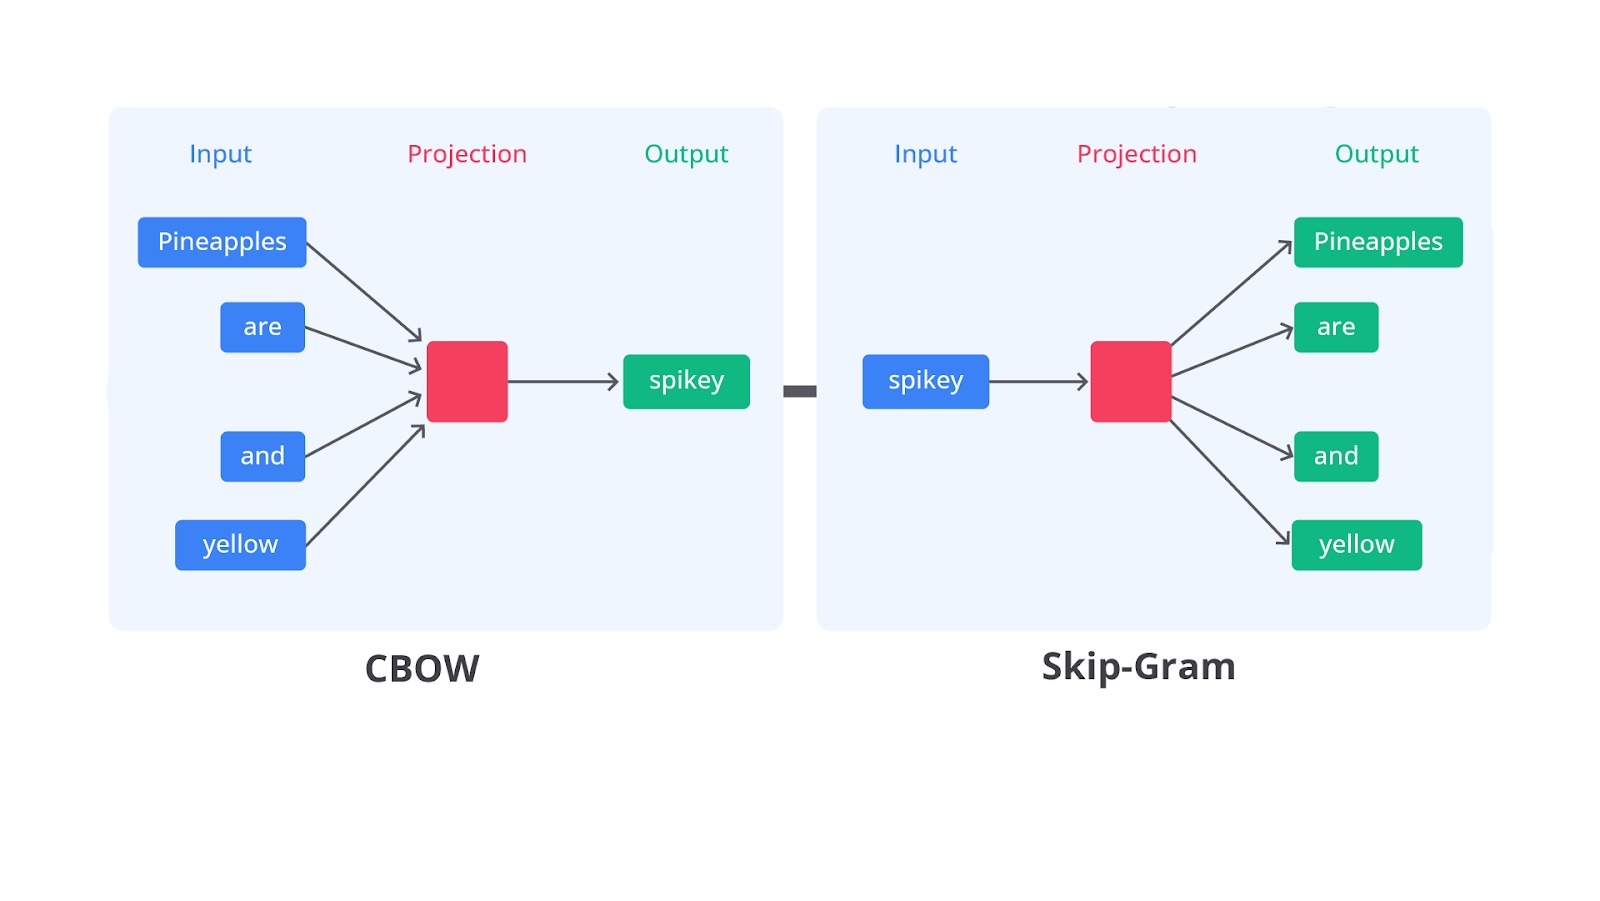 Input Projection Output
Pineapples
are
spikey
and
yellow
CBOW
Input Projection Output
Pineapples
are
spikey
and
yellow
Skip-Gram